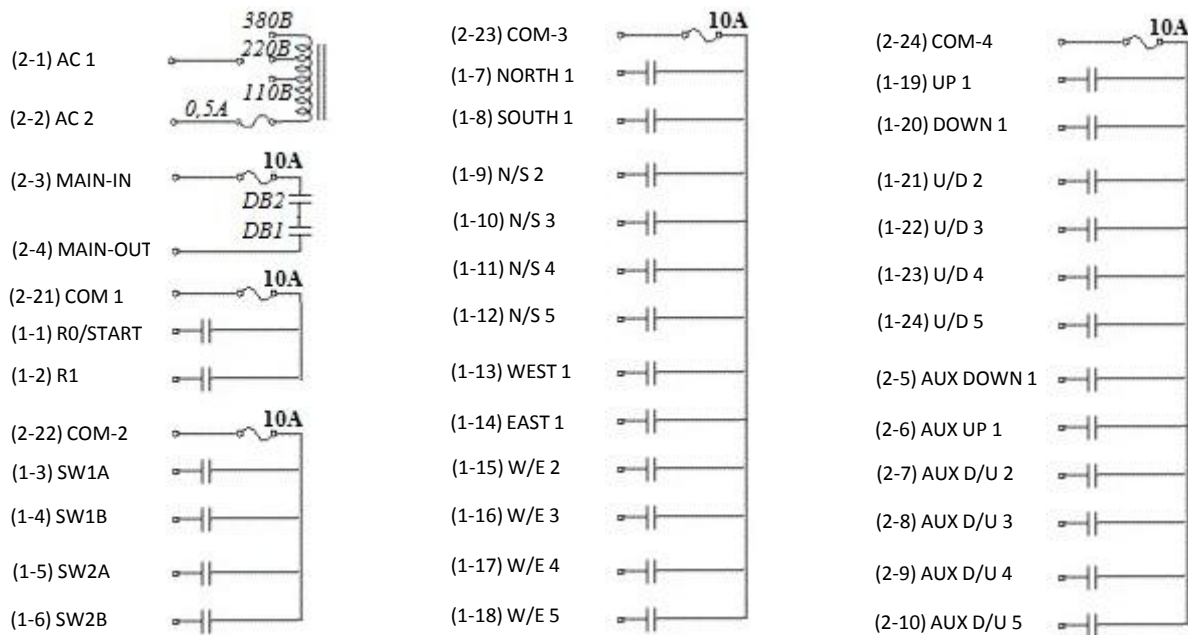 380В
(2-1) AC 1
220В
110В
(2-2) AC 2
0,5A
(2-3) MAIN-IN
10A
DB2
DB1
(2-4) MAIN-OUT
(2-21) COM 1
10A
(1-1) R0/START
(1-2) R1
(2-22) COM-2
10A
(1-3) SW1A
(1-4) SW1B
(1-5) SW2A
(1-6) SW2B
(2-23) COM-3
10A
(1-7) NORTH 1
(1-8) SOUTH 1
(1-9) N/S 2
(1-10) N/S 3
(1-11) N/S 4
(1-12) N/S 5
(1-13) WEST 1
(1-14) EAST 1
(1-15) W/E 2
(1-16) W/E 3
(1-17) W/E 4
(1-18) W/E 5
(2-24) COM-4
10A
(1-19) UP 1
(1-20) DOWN 1
(1-21) U/D 2
(1-22) U/D 3
(1-23) U/D 4
(1-24) U/D 5
(2-5) AUX DOWN 1
(2-6) AUX UP 1
(2-7) AUX D/U 2
(2-8) AUX D/U 3
(2-9) AUX D/U 4
(2-10) AUX D/U 5